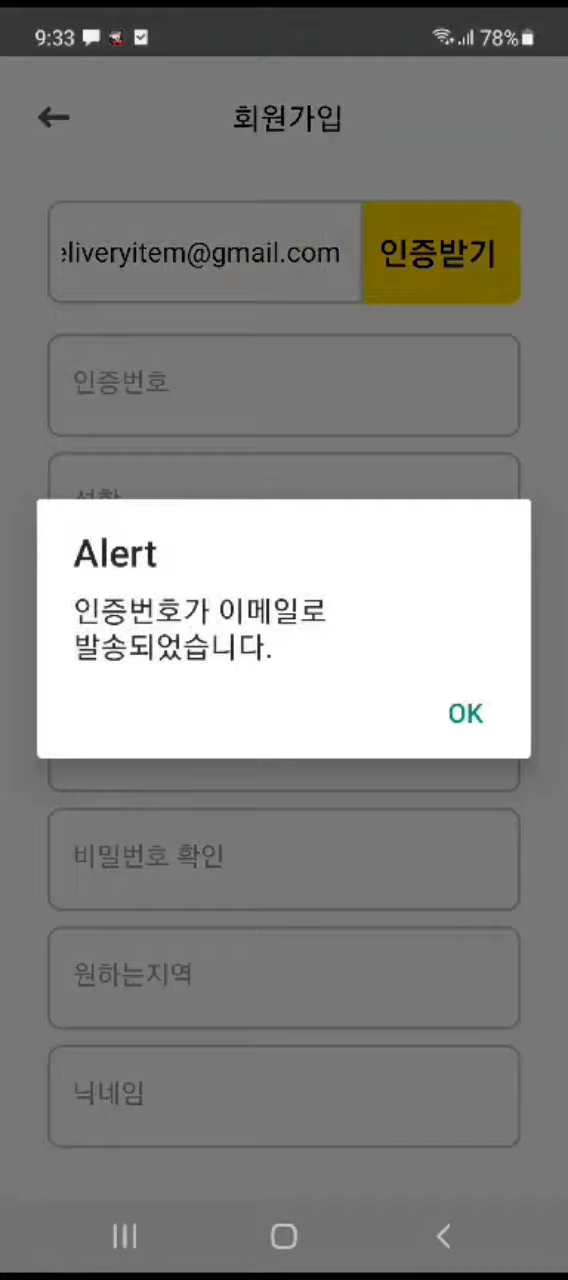 9:33 78%
회원가입
eliveryitem@gmail.com 인증받기
인증번호
Alert
인증번호가 이메일로
발송되었습니다.
OK
비밀번호 확인
원하는지역
닉네임